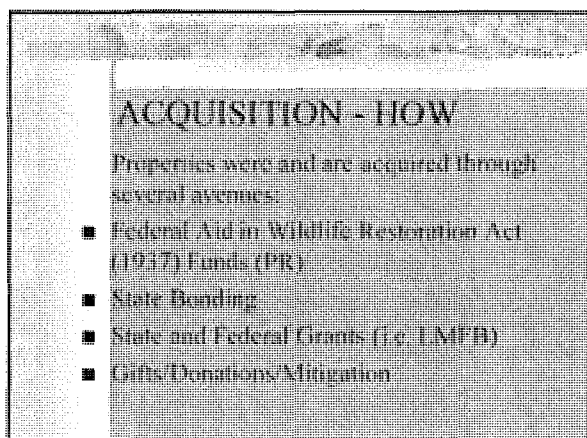 ACQUISITION - HOW
Properties were and are acquired through
several avenues:
Federal Aid in Wildlife Restoration Act
(1937) Funds (PR)
State Bonding
State and Federal Grants (i.e. LMFB)
Gifts/Donations/Mitigation